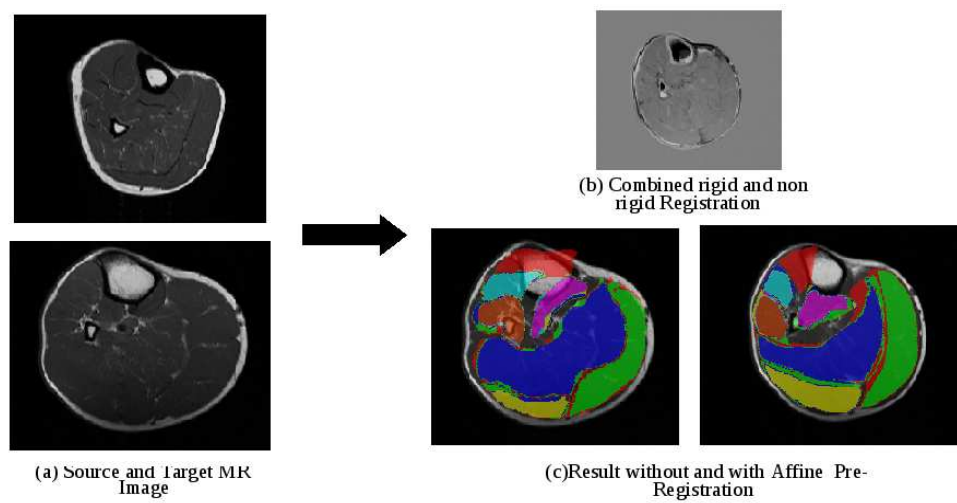 (b) Combined rigid and non
rigid Registration
(a) Source and Target MR
Image
(c)Result without and with Affine Pre-
Registration